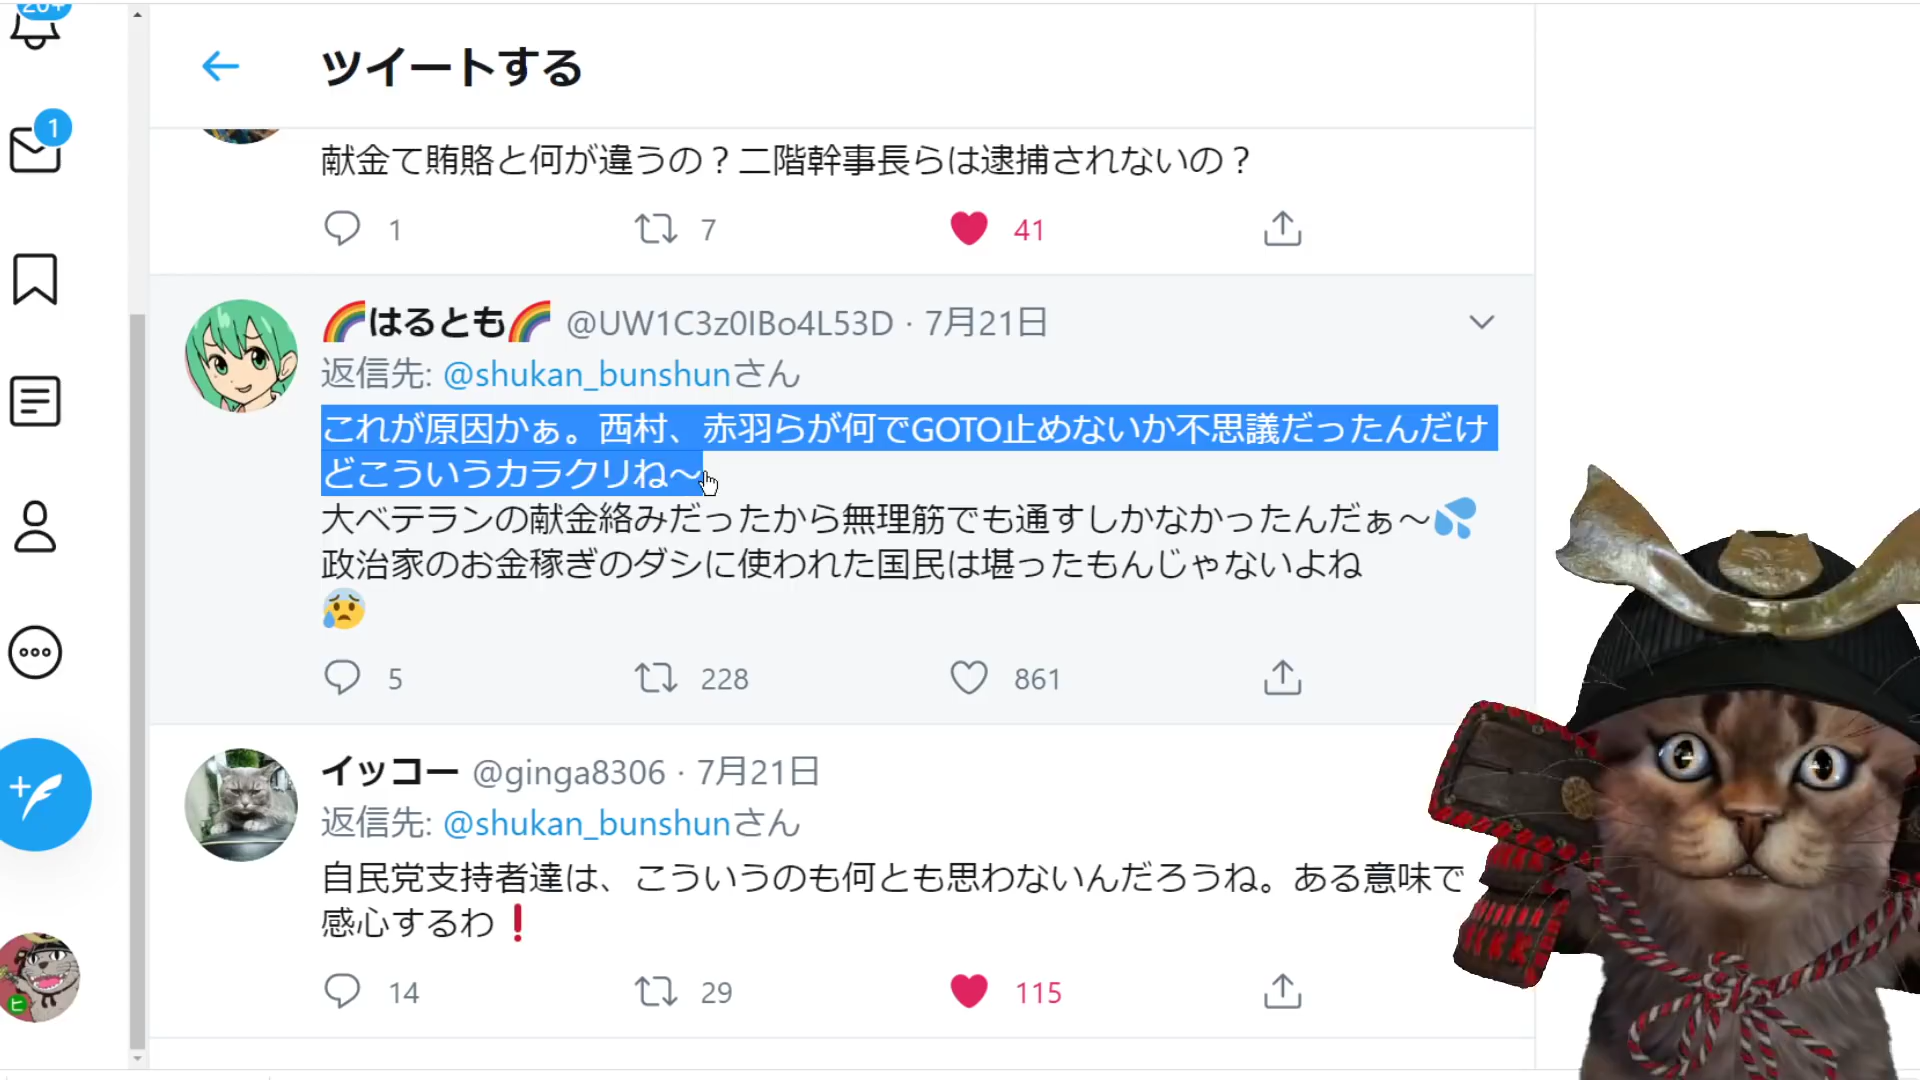 20+
1
ツイートする
献金て賄賂と何が違うの？二階幹事長らは逮捕されないの？
1 7 41
🌈はるとも🌈 @UW1C3z0IBo4L53D · 7月21日
返信先: @shukan_bunshunさん
これが原因かぁ。西村、赤羽らが何でGOTO止めないか不思議だったんだけ
どこういうカラクリね〜
大ベテランの献金絡みだったから無理筋でも通すしかなかったんだぁ〜💦
政治家のお金稼ぎのダシに使われた国民は堪ったもんじゃないよね
😰
5 228 861
イッコー @ginga8306 · 7月21日
返信先: @shukan_bunshunさん
自民党支持者達は、こういうのも何とも思わないんだろうね。ある意味で
感心するわ❗
14 29 115
ヒ